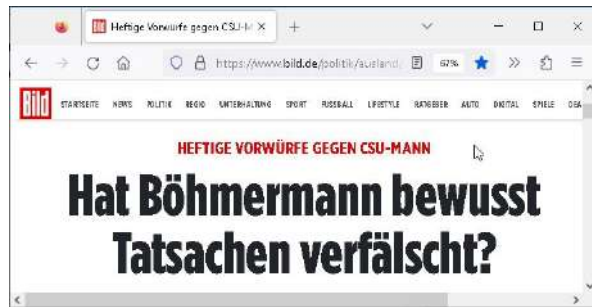 Heftige Vorwürfe gegen CSU-M
https://www.bild.de/politik/ausland
67%
Bild
STARTSEITE NEWS POLITIK REGIO UNTERHALTUNG SPORT FUSSBALL LIFESTYLE RATGEBER AUTO DIGITAL SPIELE
HEFTIGE VORWÜRFE GEGEN CSU-MANN
Hat Böhmermann bewusst
Tatsachen verfälscht?